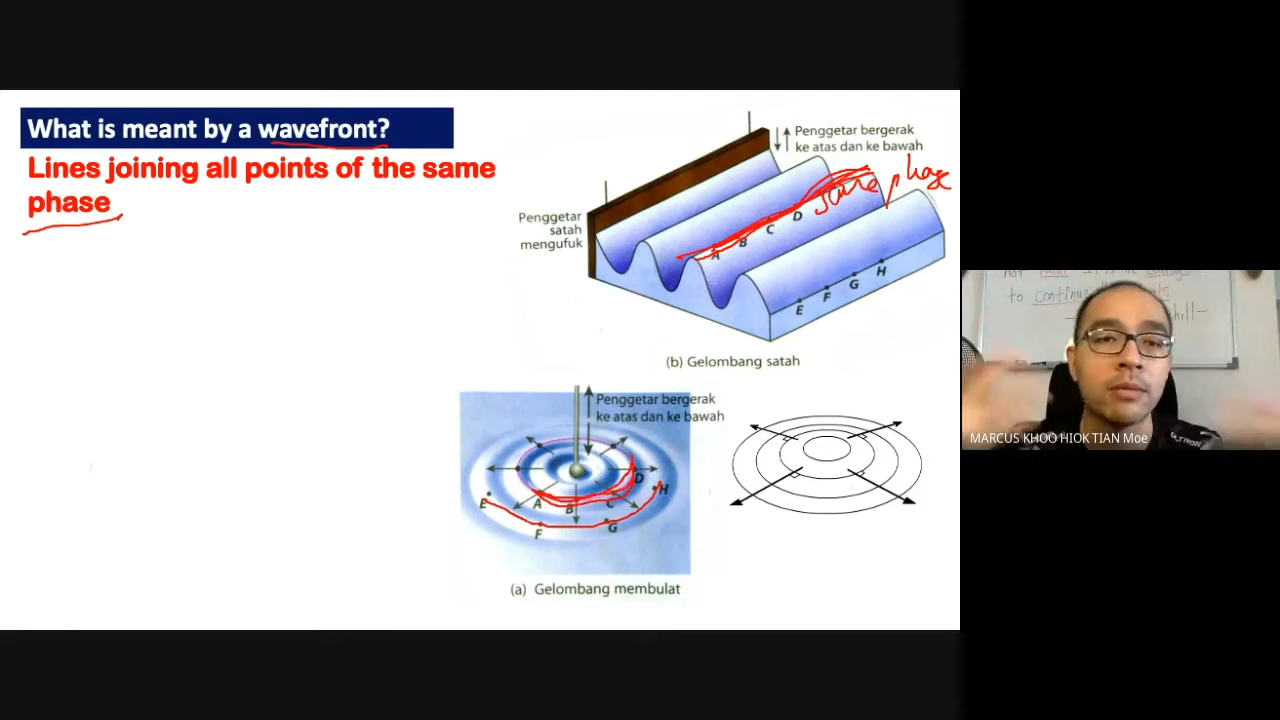 What is meant by a wavefront?
Lines joining all points of the same
phase
Penggetar bergerak
ke atas dan ke bawah
same phase
Penggetar
satah
mengufuk
A
B
C
D
E
F
G
H
(b) Gelombang satah
Penggetar bergerak
ke atas dan ke bawah
E
A
B
C
D
H
F
G
(a) Gelombang membulat
to continue
MARCUS KHOO HIOK TIAN Moe